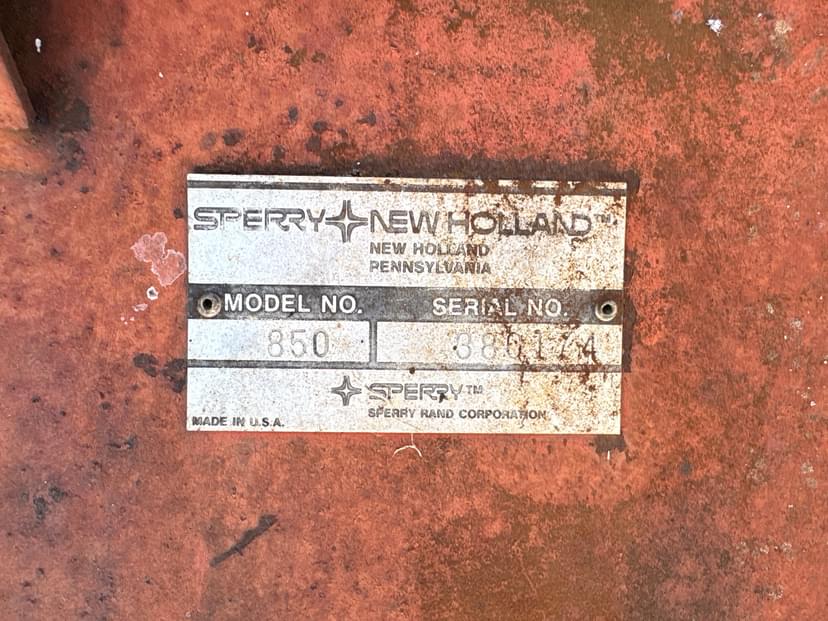 SPERRY NEW HOLLAND™
NEW HOLLAND
PENNSYLVANIA
MODEL NO. SERIAL NO.
850
SPERRY™
SPERRY RAND CORPORATION
MADE IN U.S.A.